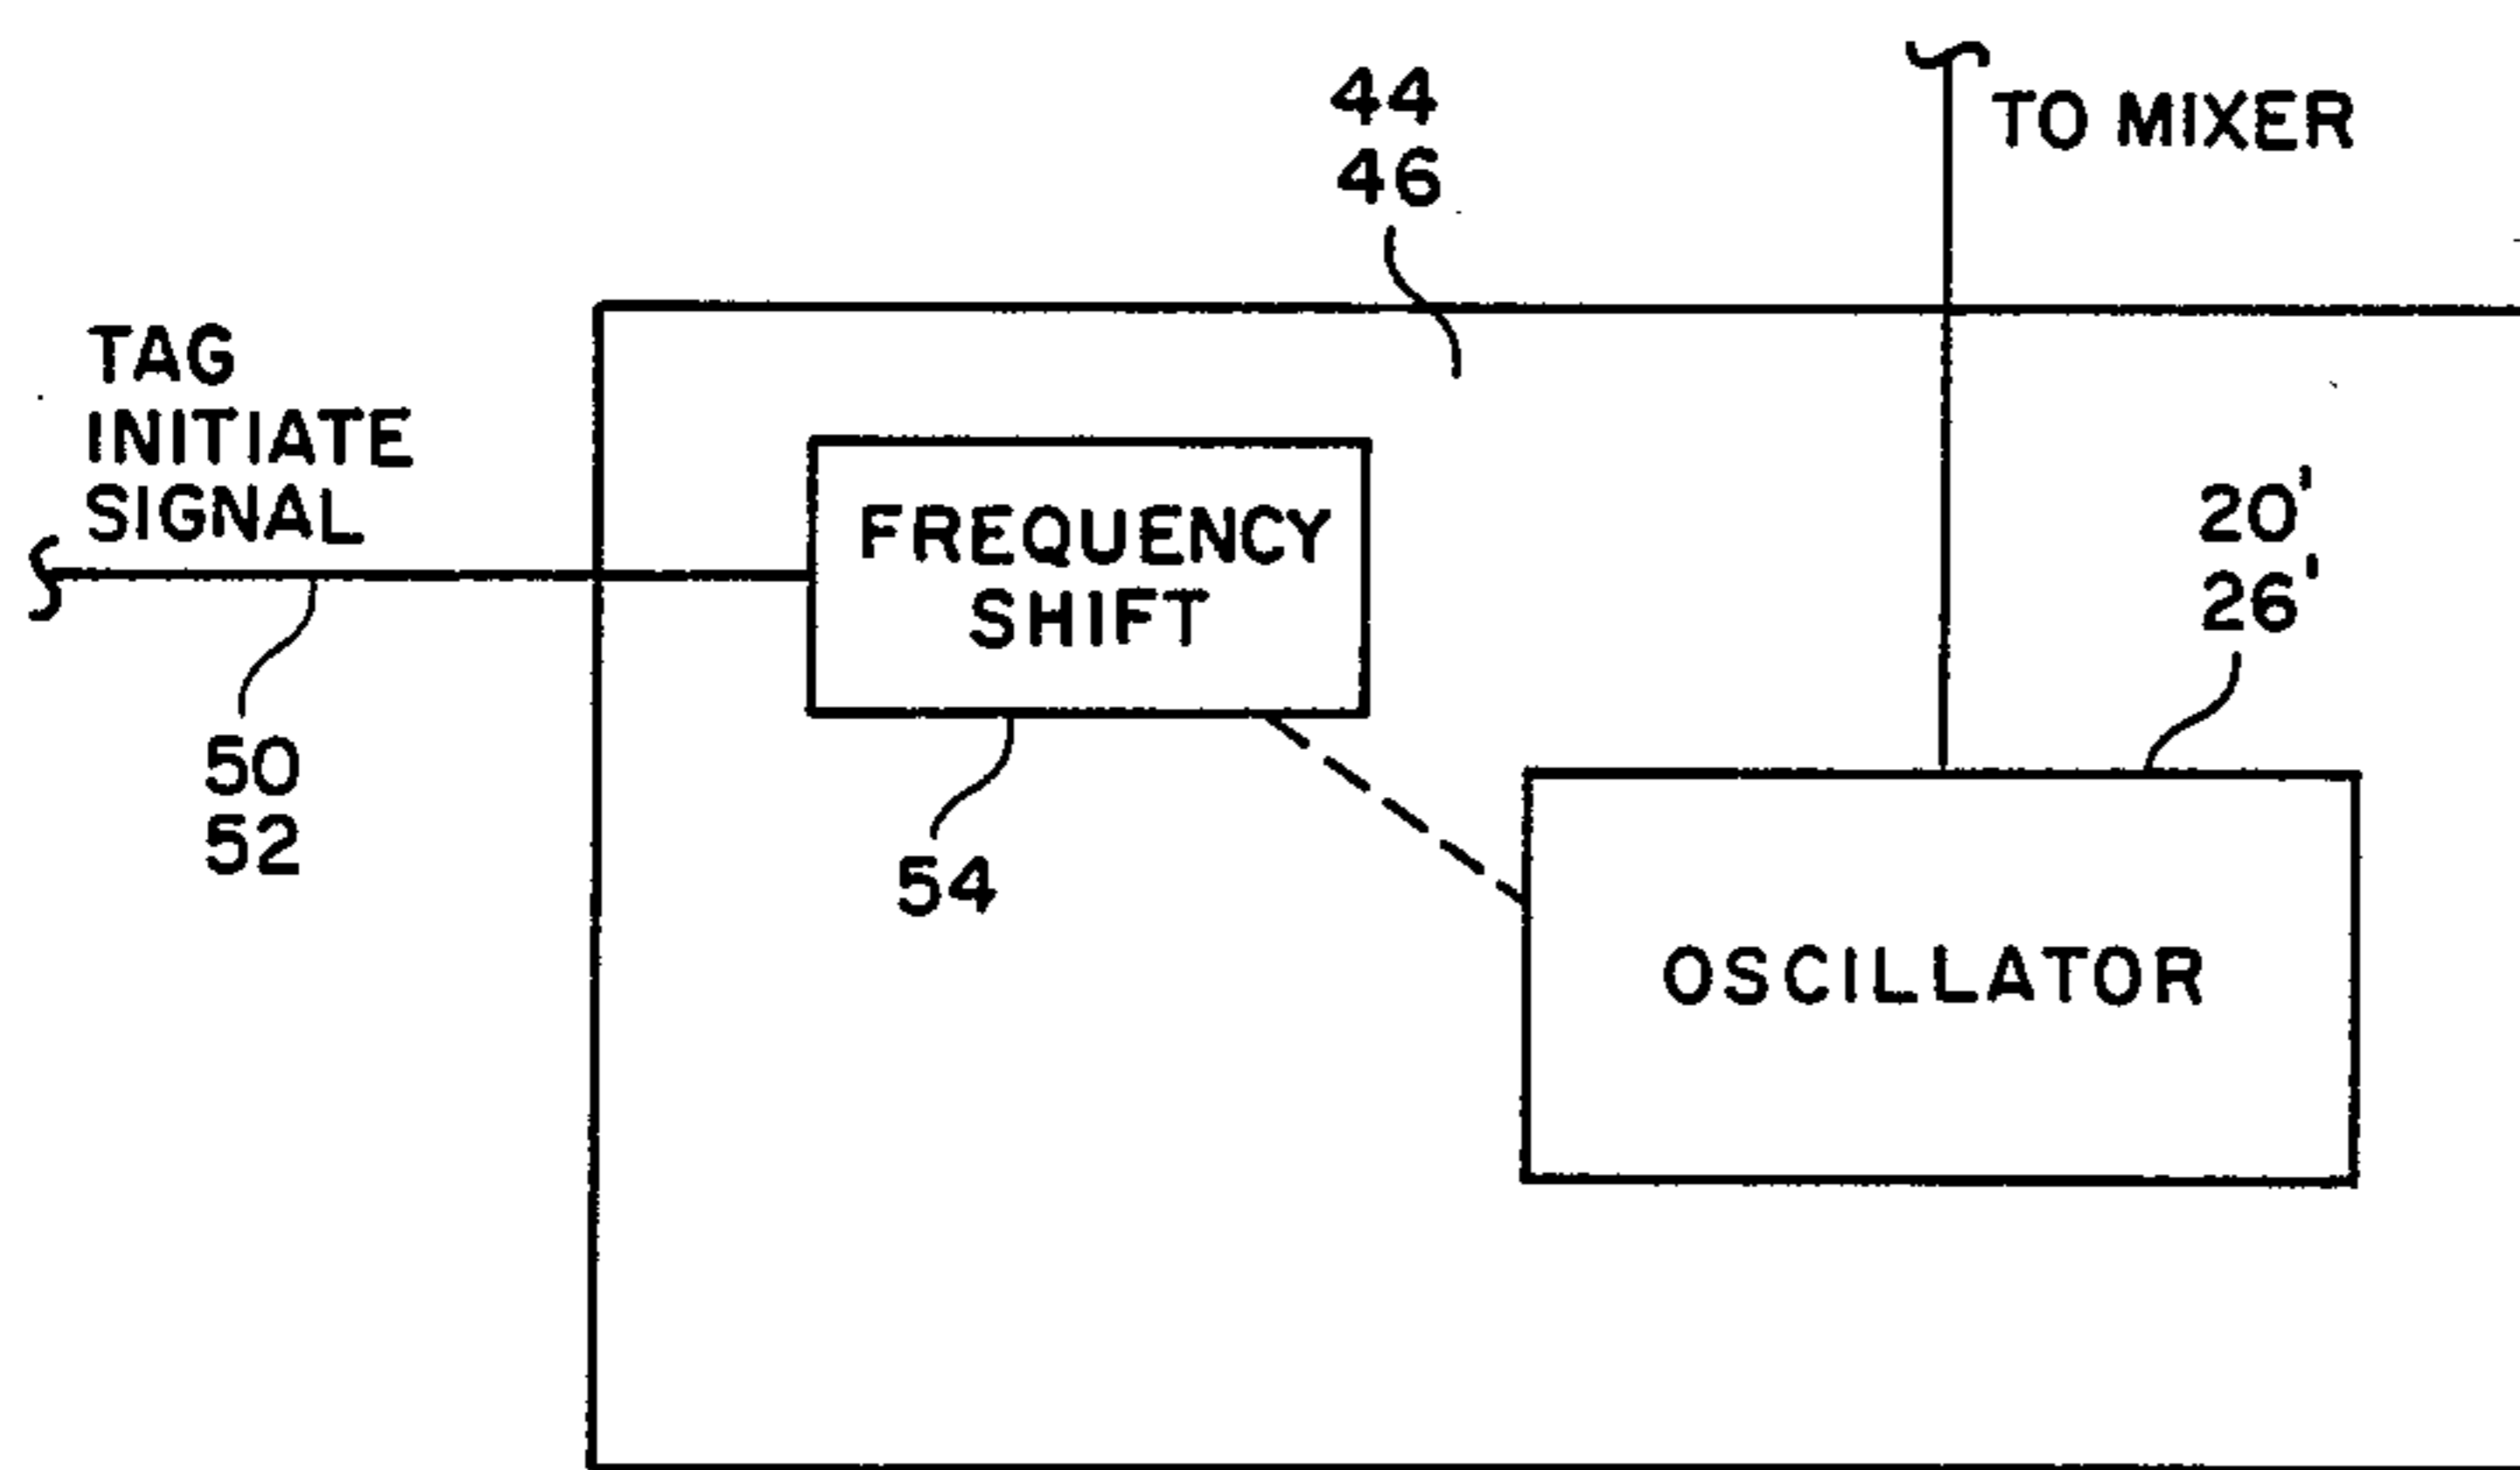 44
46
TO MIXER
TAG
INITIATE
SIGNAL
FREQUENCY
SHIFT
20'
26'
50
52
54
OSCILLATOR